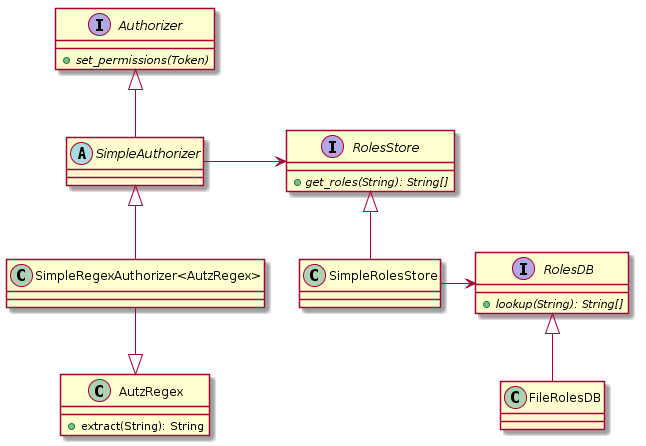 I Authorizer
set_permissions(Token)
A SimpleAuthorizer
I RolesStore
get_roles(String): String[]
C SimpleRegexAuthorizer<AutzRegex>
C SimpleRolesStore
I RolesDB
lookup(String): String[]
C AutzRegex
extract(String): String
C FileRolesDB